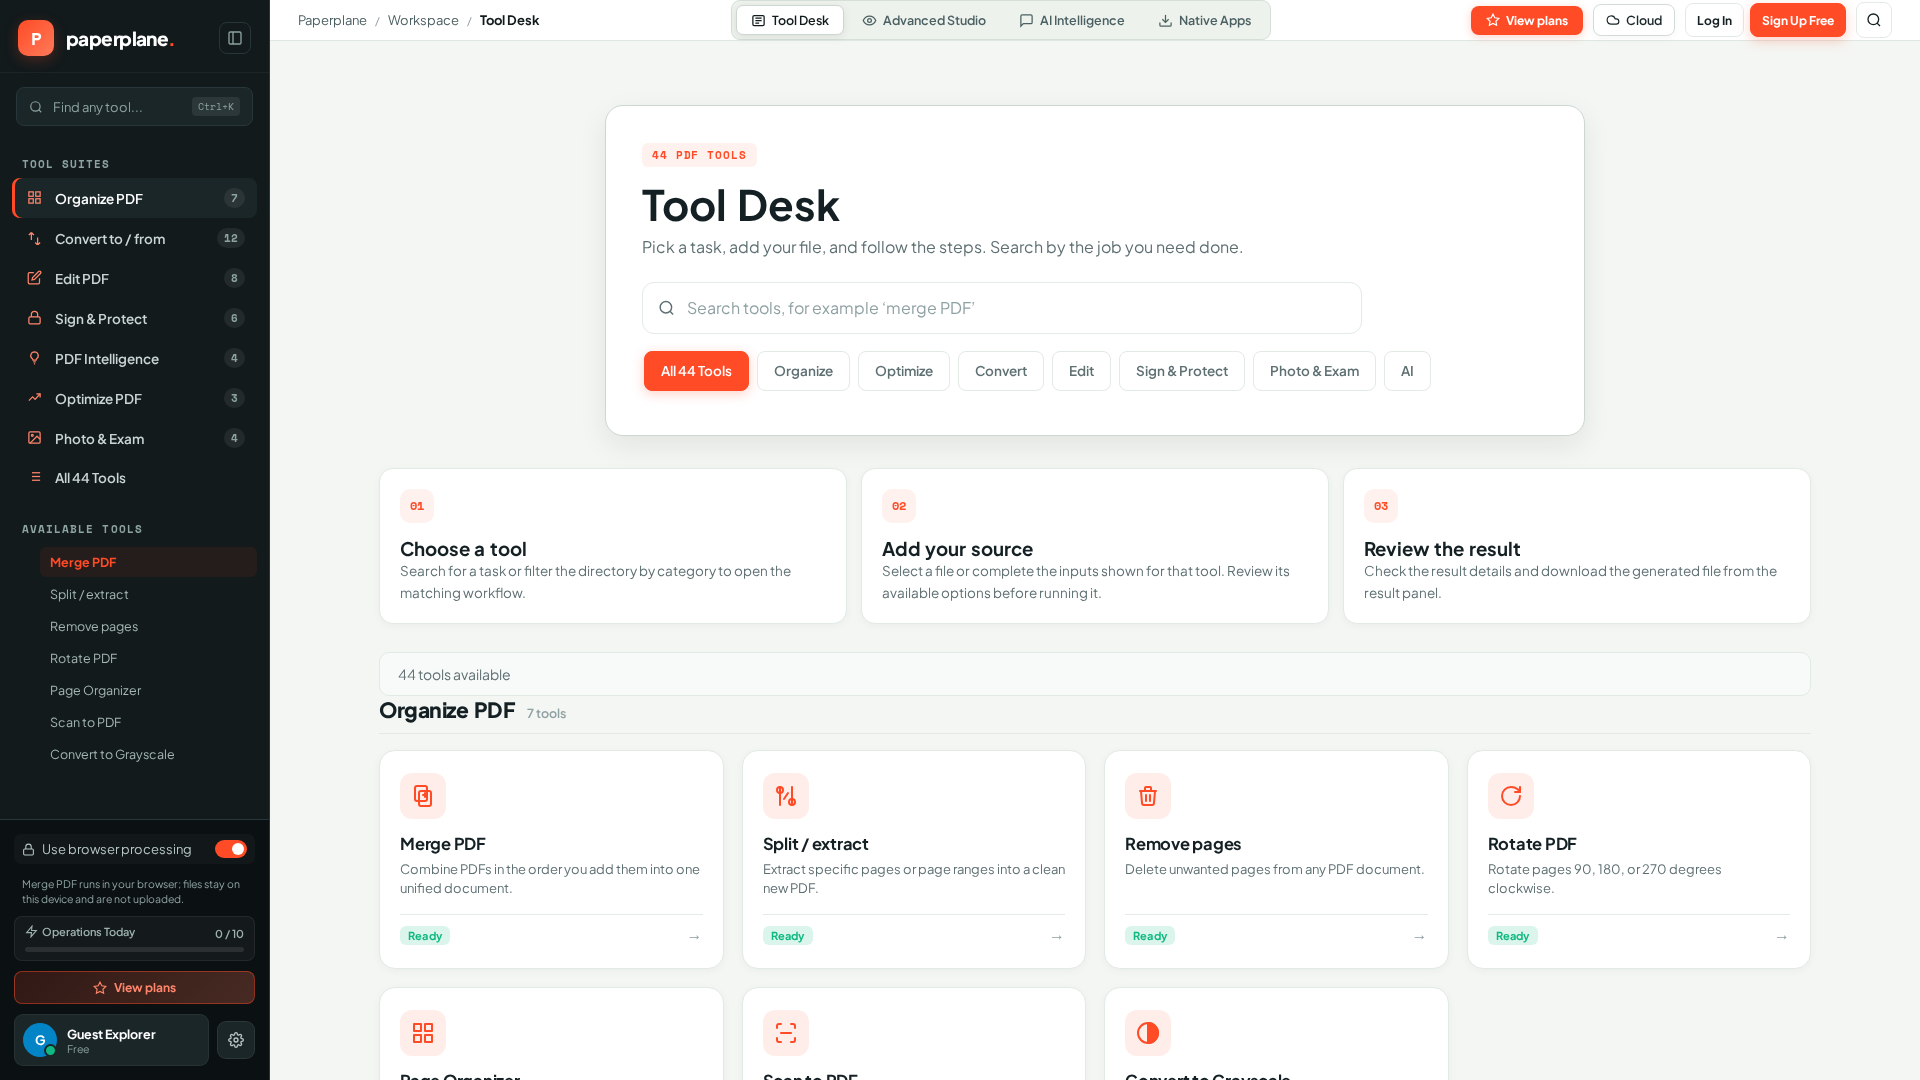 P paperplane.
Find any tool... Ctrl+K
TOOL SUITES
Organize PDF 7
Convert to / from 12
Edit PDF 8
Sign & Protect 6
PDF Intelligence 4
Optimize PDF 3
Photo & Exam 4
All 44 Tools
AVAILABLE TOOLS
Merge PDF
Split / extract
Remove pages
Rotate PDF
Page Organizer
Scan to PDF
Convert to Grayscale
Use browser processing
Merge PDF runs in your browser; files stay on
this device and are not uploaded.
Operations Today 0 / 10
View plans
G Guest Explorer
Free
Paperplane / Workspace / Tool Desk
Tool Desk Advanced Studio AI Intelligence Native Apps
View plans Cloud Log In Sign Up Free
44 PDF TOOLS
Tool Desk
Pick a task, add your file, and follow the steps. Search by the job you need done.
Search tools, for example ‘merge PDF’
All 44 Tools Organize Optimize Convert Edit Sign & Protect Photo & Exam AI
01
Choose a tool
Search for a task or filter the directory by category to open the
matching workflow.
02
Add your source
Select a file or complete the inputs shown for that tool. Review its
available options before running it.
03
Review the result
Check the result details and download the generated file from the
result panel.
44 tools available
Organize PDF 7 tools
Merge PDF
Combine PDFs in the order you add them into one
unified document.
Ready →
Split / extract
Extract specific pages or page ranges into a clean
new PDF.
Ready →
Remove pages
Delete unwanted pages from any PDF document.
Ready →
Rotate PDF
Rotate pages 90, 180, or 270 degrees
clockwise.
Ready →
Page Organizer
Scan to PDF
Convert to Grayscale